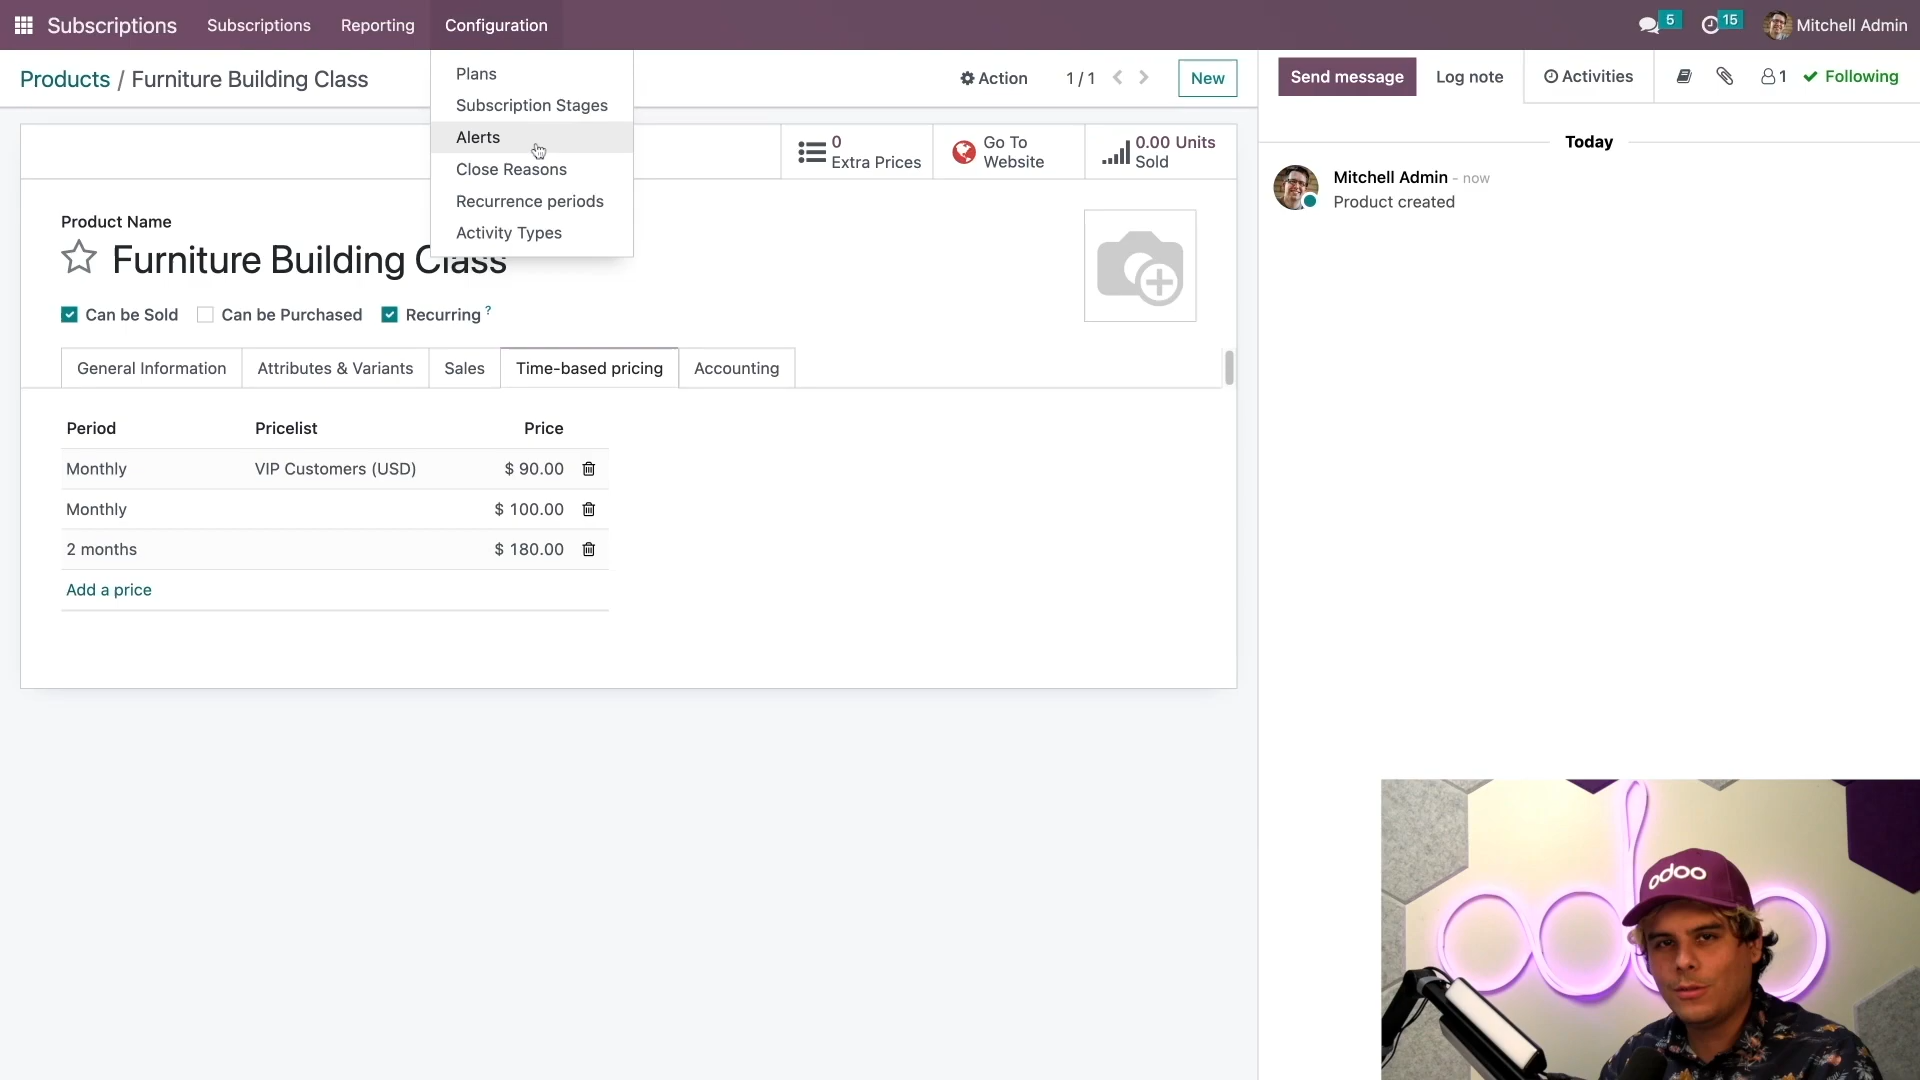 Subscriptions
Subscriptions
Reporting
Configuration
5
15
Mitchell Admin
Products / Furniture Building Class
Plans
Subscription Stages
Alerts
Close Reasons
Recurrence periods
Activity Types
Action
1 / 1
New
Send message
Log note
Activities
1
Following
0
Extra Prices
Go To
Website
0.00 Units
Sold
Today
Mitchell Admin - now
Product created
Product Name
Furniture Building Class
Can be Sold
Can be Purchased
Recurring ?
General Information
Attributes & Variants
Sales
Time-based pricing
Accounting
Period Pricelist Price
Monthly VIP Customers (USD) $ 90.00
Monthly $ 100.00
2 months $ 180.00
Add a price
odoo